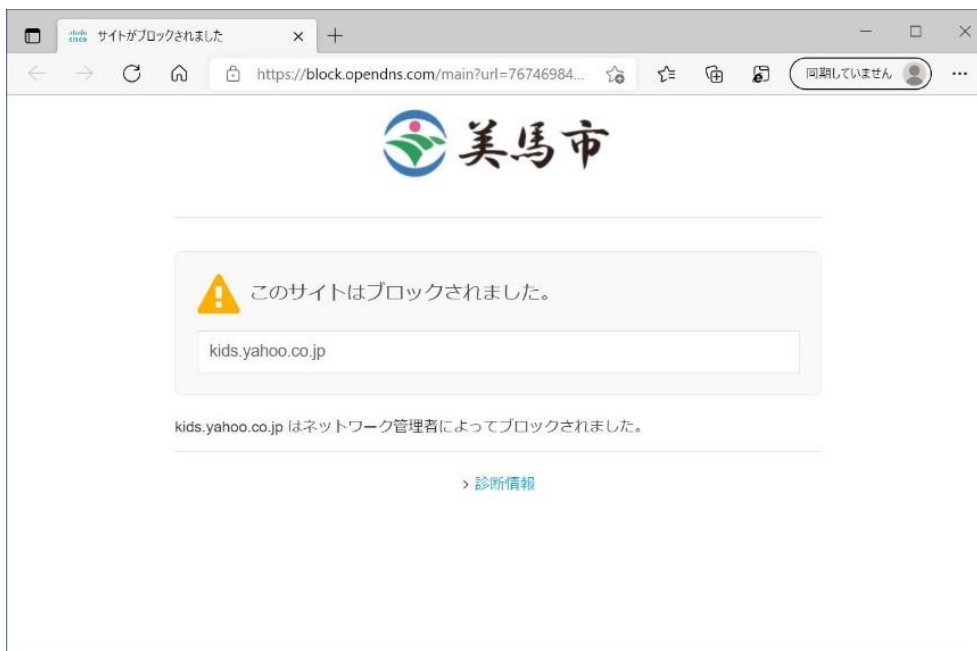 サイトがブロックされました
https://block.opendns.com/main?url=76746984...
同期していません
美馬市
このサイトはブロックされました。
kids.yahoo.co.jp
kids.yahoo.co.jp はネットワーク管理者によってブロックされました。
> 診断情報